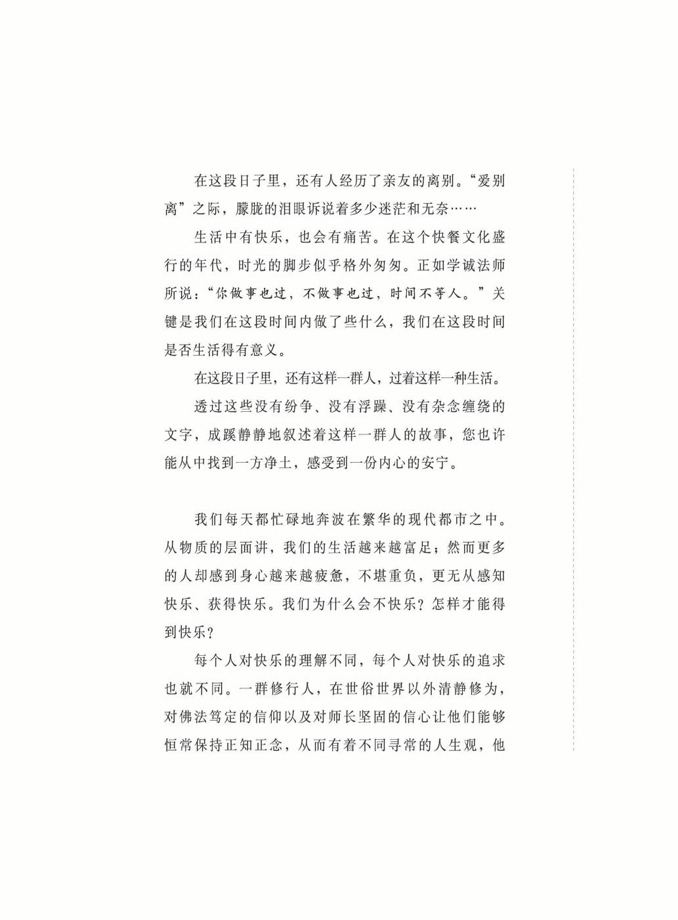 在这段日子里，还有人经历了亲友的离别。“爱别
离”之际，朦胧的泪眼诉说着多少迷茫和无奈……
生活中有快乐，也会有痛苦。在这个快餐文化盛
行的年代，时光的脚步似乎格外匆匆。正如学诚法师
所说：“你做事也过，不做事也过，时间不等人。”关
键是我们在这段时间内做了些什么，我们在这段时间
是否生活得有意义。
在这段日子里，还有这样一群人，过着这样一种生活。
透过这些没有纷争、没有浮躁、没有杂念缠绕的
文字，成蹊静静地叙述着这样一群人的故事，您也许
能从中找到一方净土，感受到一份内心的安宁。
我们每天都忙碌地奔波在繁华的现代都市之中。
从物质的层面讲，我们的生活越来越富足；然而更多
的人却感到身心越来越疲惫，不堪重负，更无从感知
快乐、获得快乐。我们为什么会不快乐？怎样才能得
到快乐？
每个人对快乐的理解不同，每个人对快乐的追求
也就不同。一群修行人，在世俗世界以外清静修为，
对佛法笃定的信仰以及对师长坚固的信心让他们能够
恒常保持正知正念，从而有着不同寻常的人生观，他